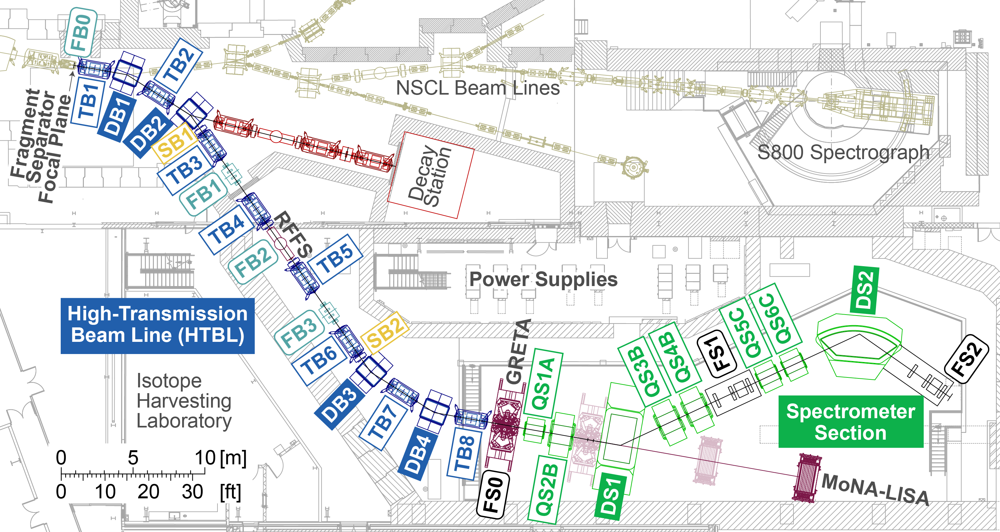 FB0
TB1
DB1
TB2
DB2
SB1
TB3
FB1
TB4
RFFS
FB2
TB5
FB3
TB6
SB2
DB3
TB7
DB4
TB8
Fragment
Separator
Focal Plane
NSCL Beam Lines
Decay
Station
S800 Spectrograph
Power Supplies
High-Transmission
Beam Line (HTBL)
Isotope
Harvesting
Laboratory
GRETA
FS0
QS1A
QS2B
DS1
QS3B
QS4B
FS1
QS5C
QS6C
DS2
FS2
Spectrometer
Section
MoNA-LISA
0 5 10 [m]
0 10 20 30 [ft]